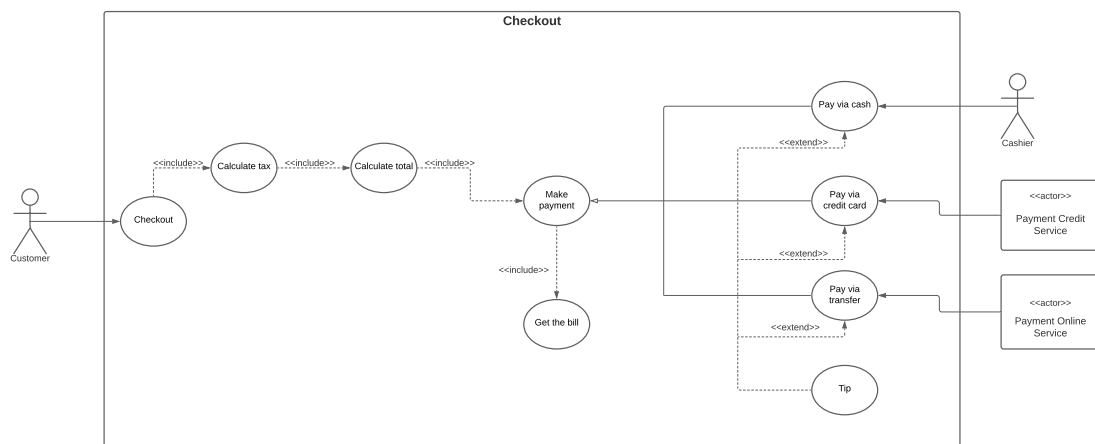 Checkout
Pay via cash
Cashier
<<extend>>
<<include>>
<<include>>
<<include>>
Calculate tax
Calculate total
Make
payment
Pay via
credit card
<<actor>>
Payment Credit
Service
Checkout
Customer
<<extend>>
<<include>>
Pay via
transfer
<<actor>>
Payment Online
Service
Get the bill
<<extend>>
Tip